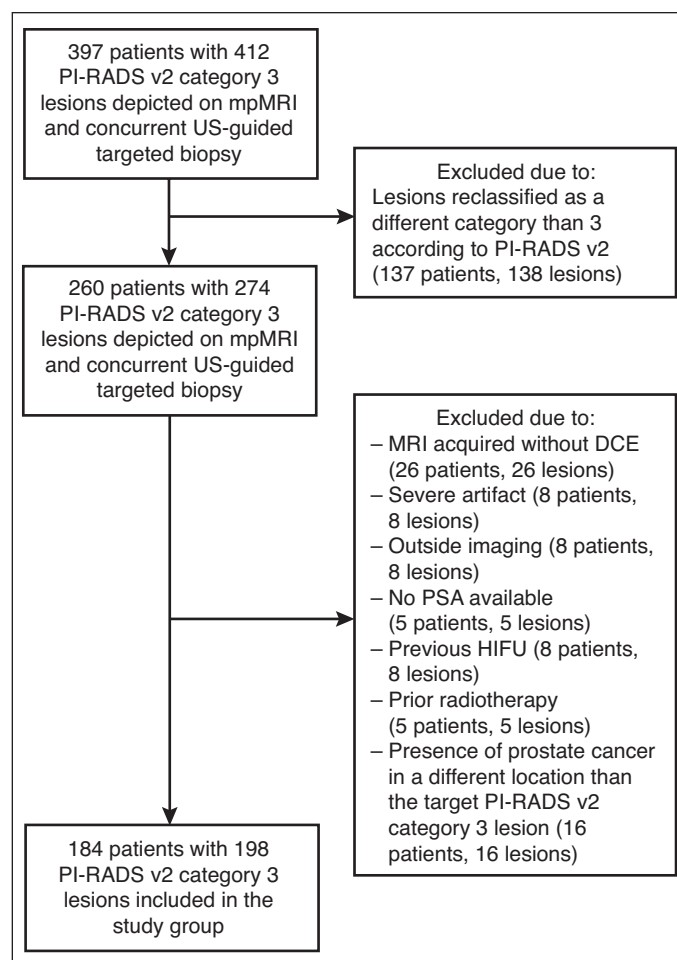 397 patients with 412
PI-RADS v2 category 3
lesions depicted on mpMRI
and concurrent US-guided
targeted biopsy
Excluded due to:
Lesions reclassified as a
different category than 3
according to PI-RADS v2
(137 patients, 138 lesions)
260 patients with 274
PI-RADS v2 category 3
lesions depicted on mpMRI
and concurrent US-guided
targeted biopsy
Excluded due to:
– MRI acquired without DCE
(26 patients, 26 lesions)
– Severe artifact (8 patients,
8 lesions)
– Outside imaging (8 patients,
8 lesions)
– No PSA available
(5 patients, 5 lesions)
– Previous HIFU (8 patients,
8 lesions)
– Prior radiotherapy
(5 patients, 5 lesions)
– Presence of prostate cancer
in a different location than
the target PI-RADS v2
category 3 lesion (16
patients, 16 lesions)
184 patients with 198
PI-RADS v2 category 3
lesions included in the
study group